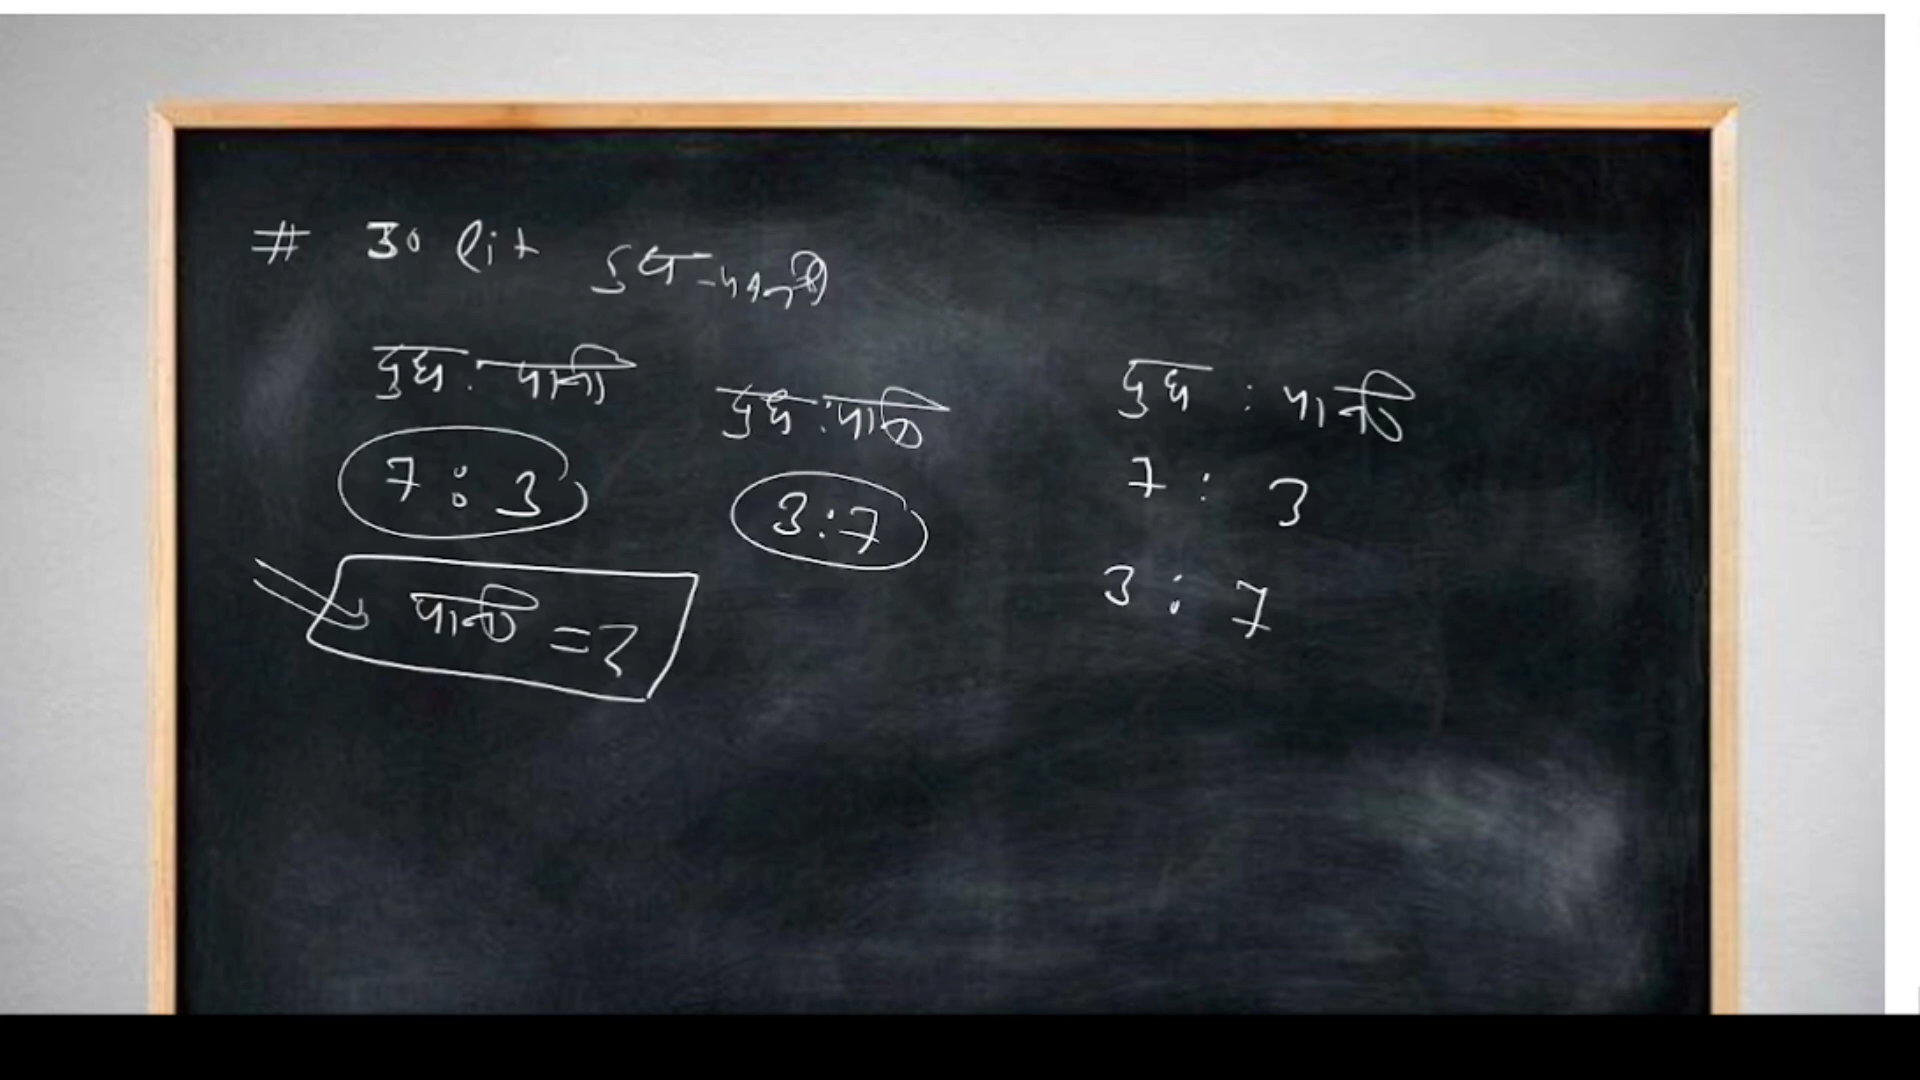 # 30 lit दुध-पानी
दुध : पानी
7 : 3
दुध : पानी
3 : 7
पानी = ?
दुध : पानी
7 : 3
3 : 7